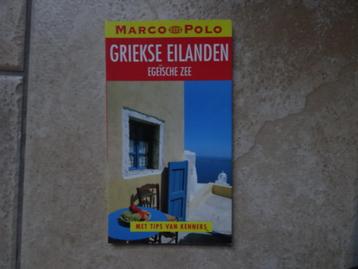 MARCO POLO
GRIEKSE EILANDEN
EGEÏSCHE ZEE
MET TIPS VAN KENNERS